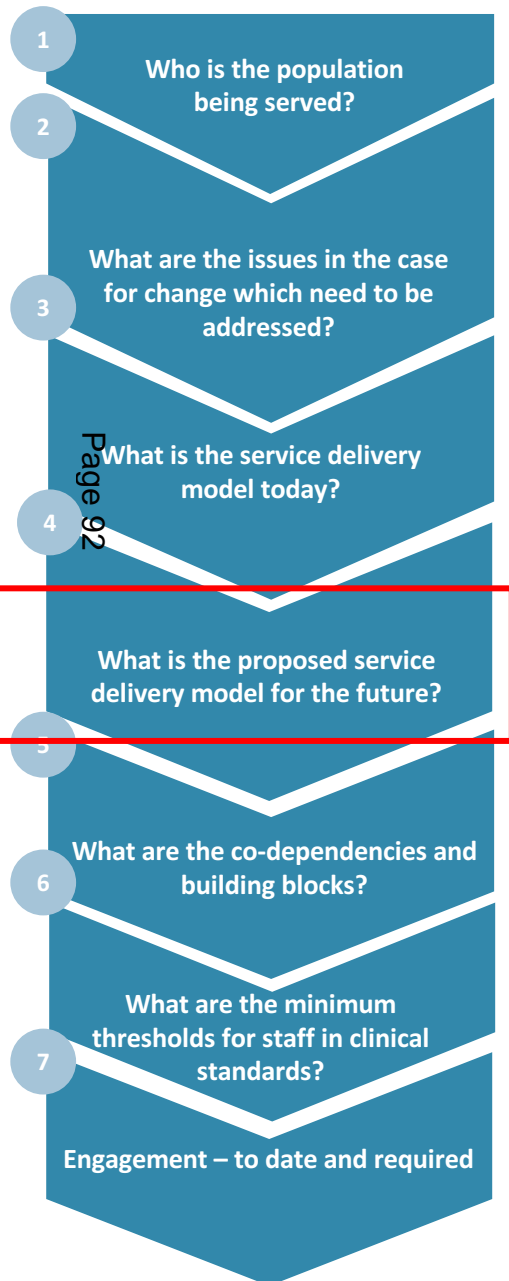 1
Who is the population
being served?
2
What are the issues in the case
for change which need to be
addressed?
3
What is the service delivery
model today?
Page 92
4
What is the proposed service
delivery model for the future?
5
What are the co-dependencies and
building blocks?
6
What are the minimum
thresholds for staff in clinical
standards?
7
Engagement – to date and required